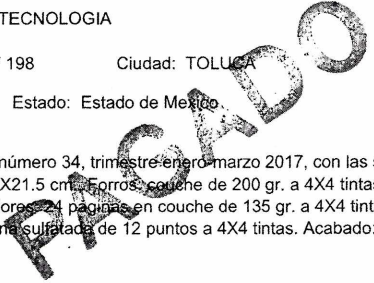 TECNOLOGIA
198 Ciudad: TOLUCA
Estado: Estado de Mexico
número 34, trimestre enero-marzo 2017, con las
X21.5 cm. Forros: couche de 200 gr. a 4X4 tintas
ores: 24 páginas en couche de 135 gr. a 4X4 tint
na sulfatada de 12 puntos a 4X4 tintas. Acabado:
PAGADO